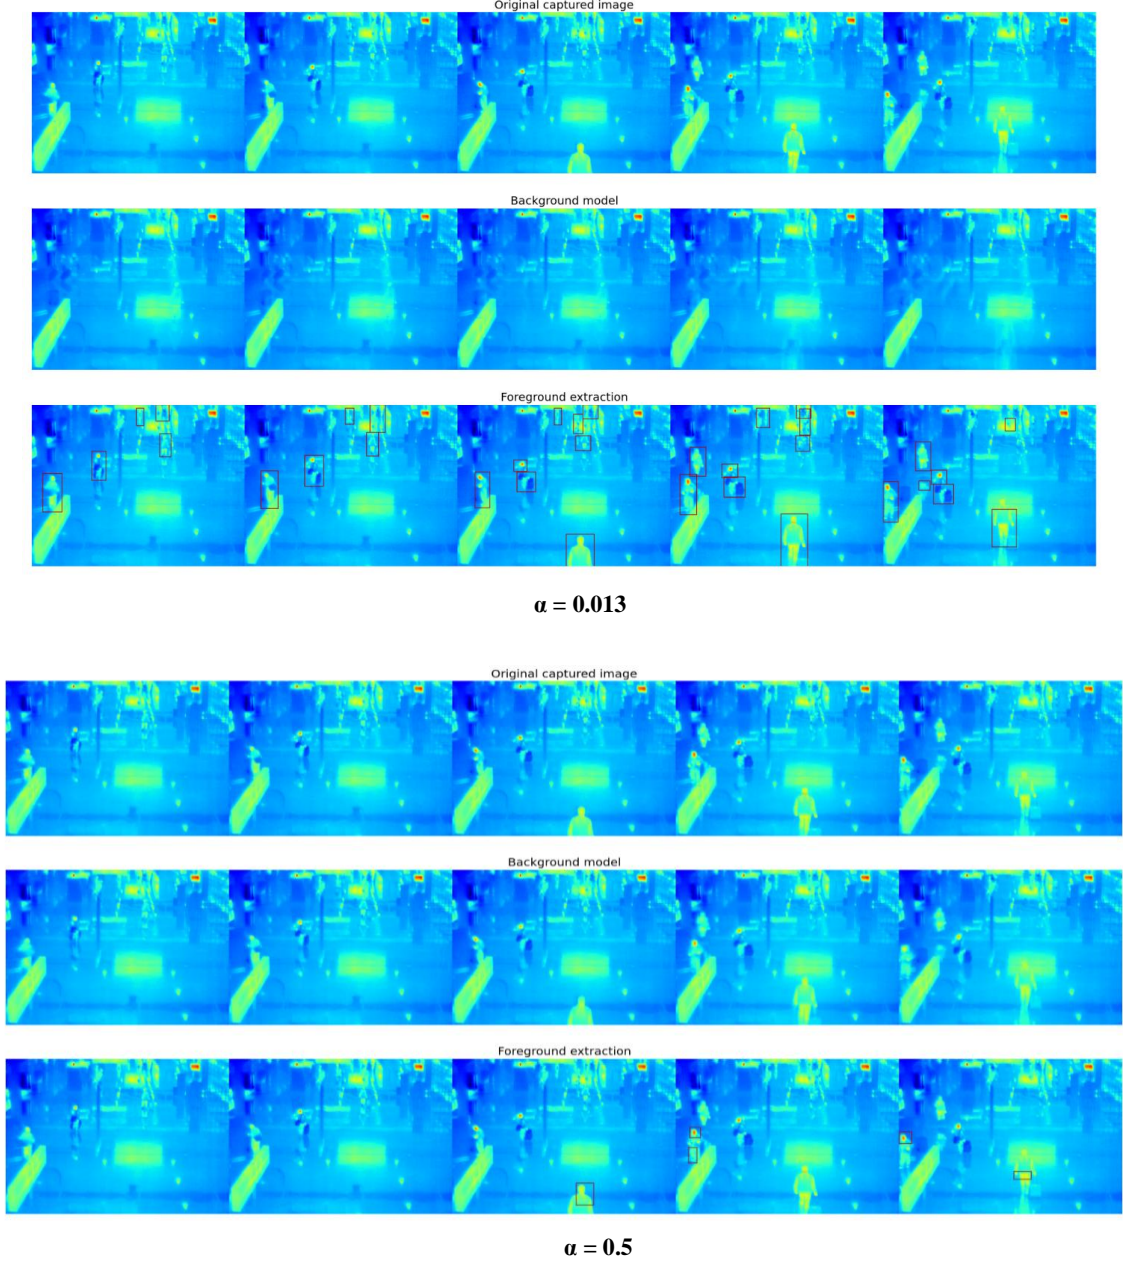 Original captured image
Background model
Foreground extraction
α = 0.013
Original captured image
Background model
Foreground extraction
α = 0.5